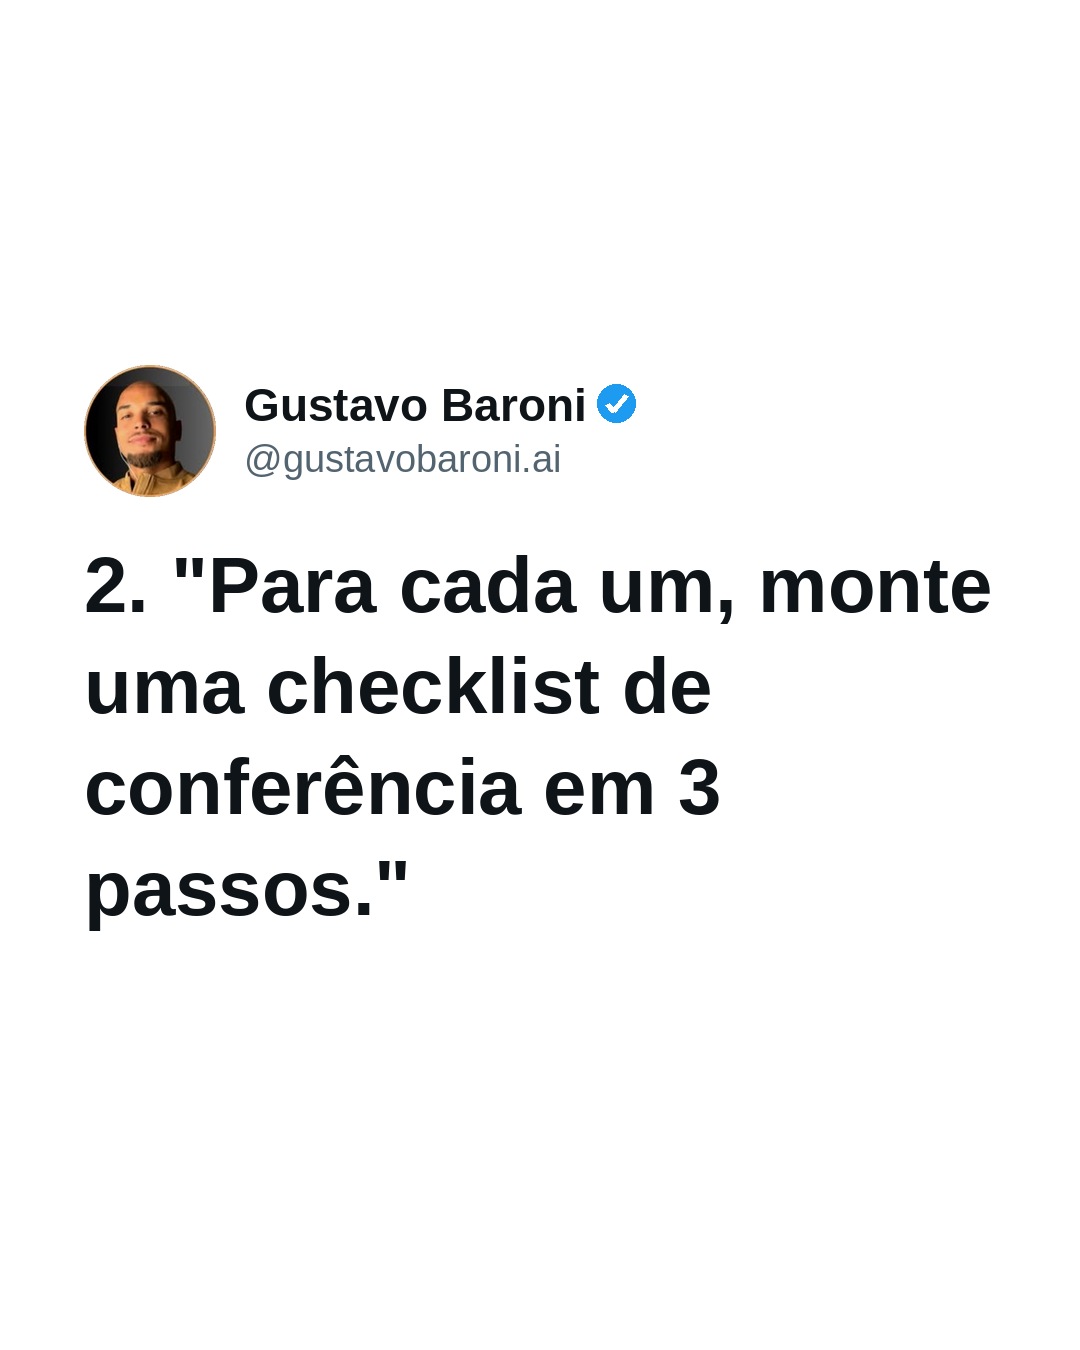 Gustavo Baroni
@gustavobaroni.ai
2. "Para cada um, monte
uma checklist de
conferência em 3
passos."